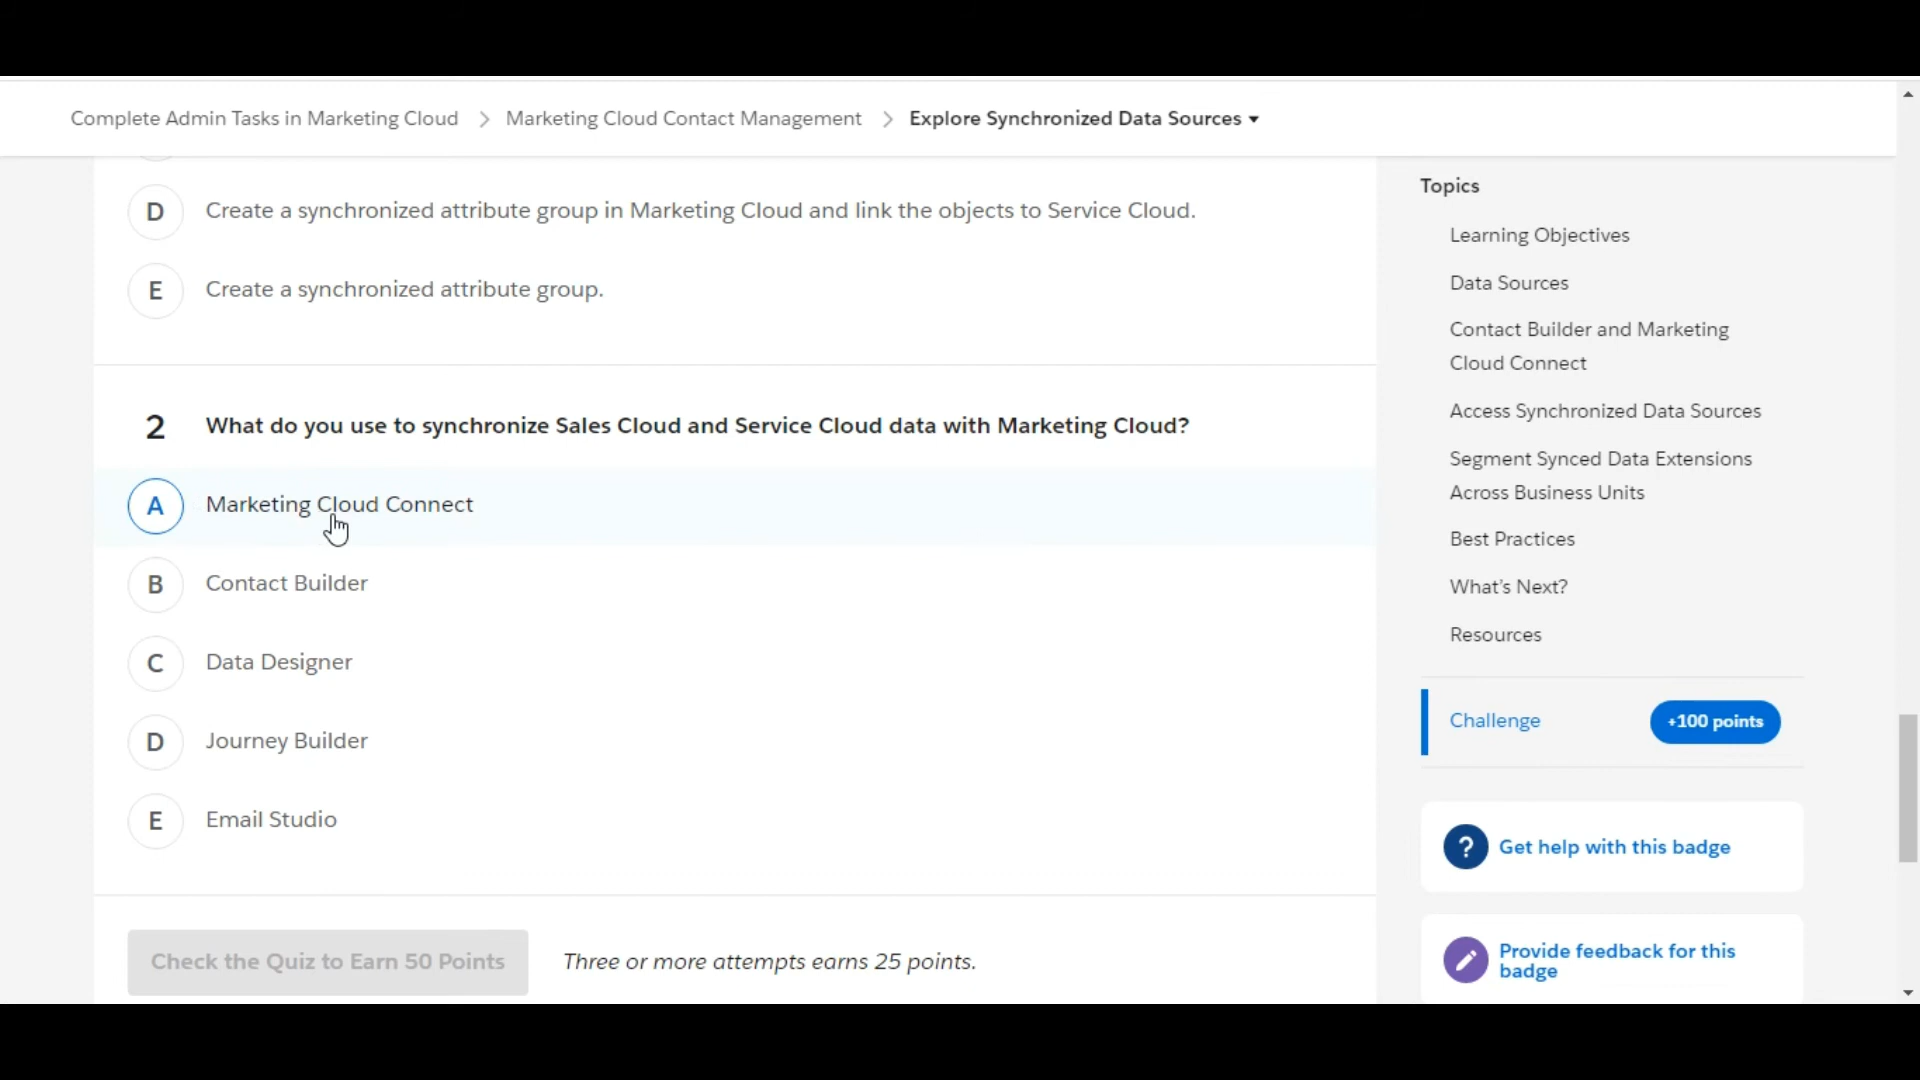 Complete Admin Tasks in Marketing Cloud > Marketing Cloud Contact Management > Explore Synchronized Data Sources
D Create a synchronized attribute group in Marketing Cloud and link the objects to Service Cloud.
E Create a synchronized attribute group.
2 What do you use to synchronize Sales Cloud and Service Cloud data with Marketing Cloud?
A Marketing Cloud Connect
B Contact Builder
C Data Designer
D Journey Builder
E Email Studio
Check the Quiz to Earn 50 Points
Three or more attempts earns 25 points.
Topics
Learning Objectives
Data Sources
Contact Builder and Marketing
Cloud Connect
Access Synchronized Data Sources
Segment Synced Data Extensions
Across Business Units
Best Practices
What's Next?
Resources
Challenge
+100 points
? Get help with this badge
Provide feedback for this
badge